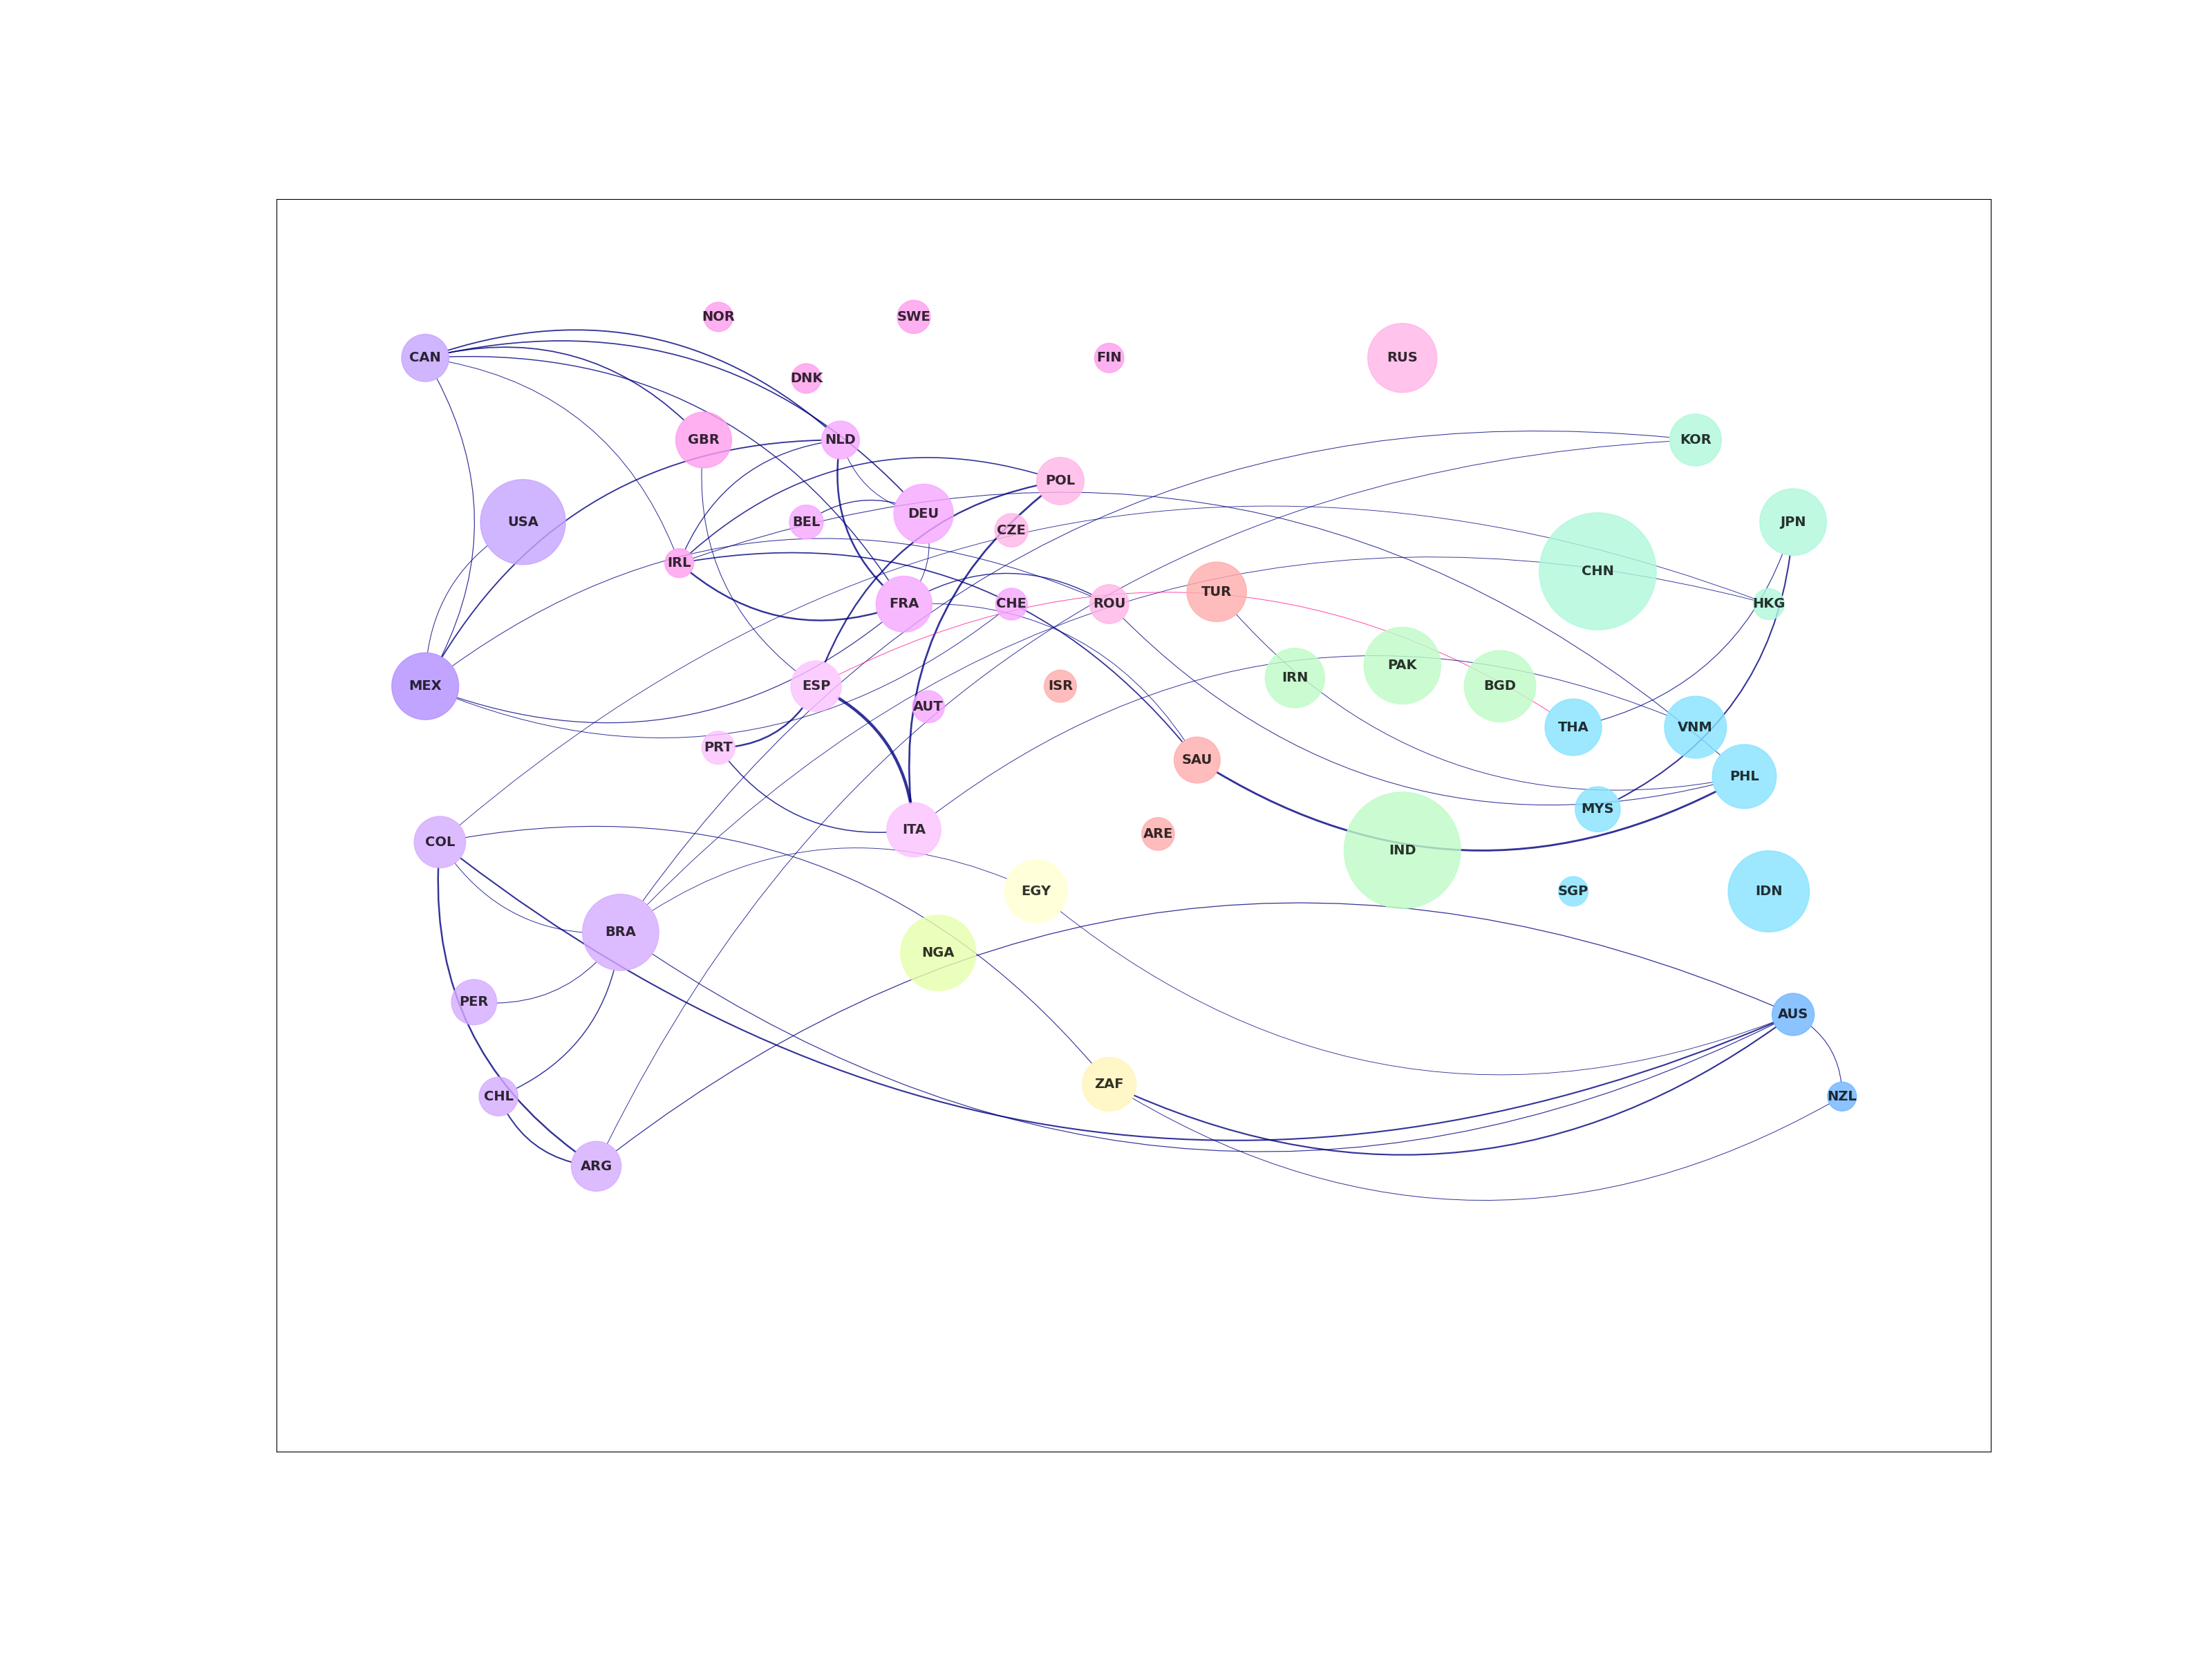 NOR
SWE
CAN
FIN
RUS
DNK
GBR
NLD
KOR
POL
DEU
USA
BEL
CZE
JPN
IRL
CHN
TUR
FRA
CHE
ROU
HKG
PAK
IRN
MEX
ESP
ISR
BGD
AUT
THA
VNM
PRT
SAU
PHL
MYS
ITA
ARE
COL
IND
EGY
SGP
IDN
BRA
NGA
PER
AUS
ZAF
CHL
NZL
ARG